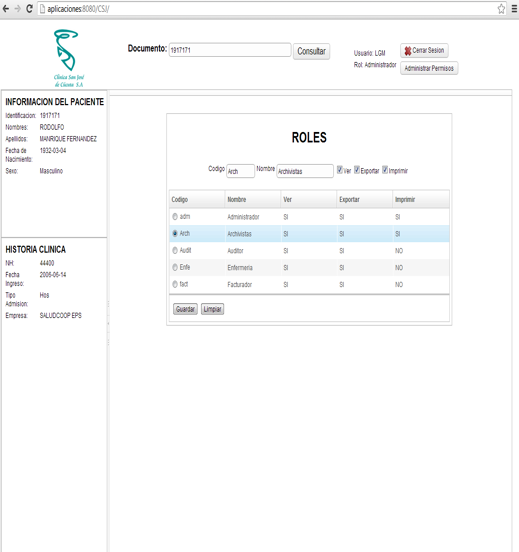 aplicaciones:8080/CSJ/
Clínica San José
de Cúcuta S.A
Documento: 1917171 Consultar
Usuario: LGM Cerrar Sesion
Rol: Administrador Administrar Permisos
INFORMACION DEL PACIENTE
Identificacion: 1917171
Nombres: RODOLFO
Apellidos: MANRIQUE FERNANDEZ
Fecha de Nacimiento: 1932-03-04
Sexo: Masculino
HISTORIA CLINICA
NH: 44400
Fecha Ingreso: 2006-06-14
Tipo Admision: Hos
Empresa: SALUDCOOP EPS
ROLES
Codigo Arch Nombre Archivistas Ver Exportar Imprimir
Codigo Nombre Ver Exportar Imprimir
adm Administrador SI SI SI
Arch Archivistas SI SI SI
Audit Auditor SI SI NO
Enfe Enfermeria SI SI NO
fact Facturador SI SI NO
Guardar Limpiar